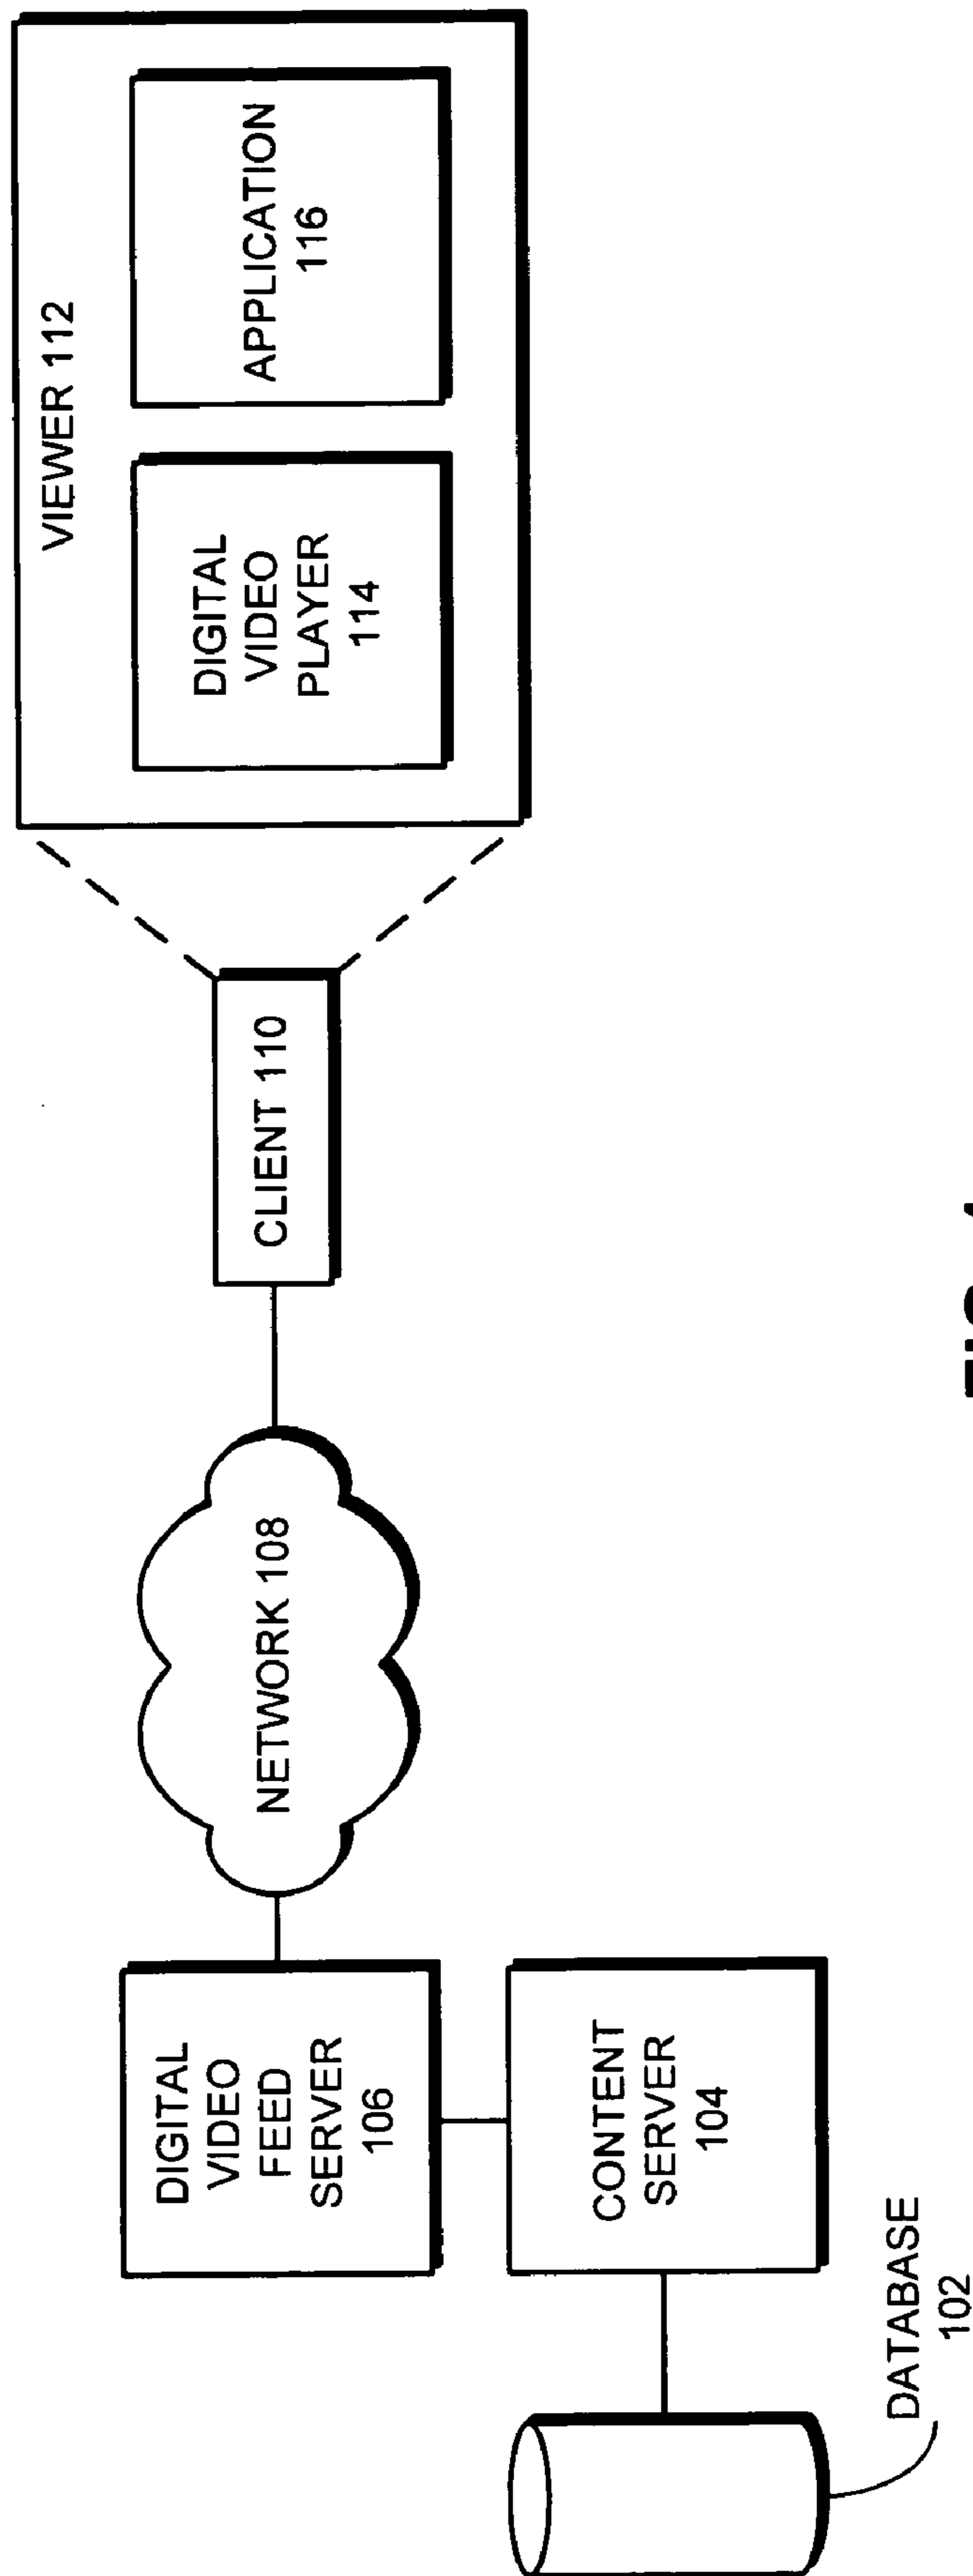 VIEWER 112
DIGITAL
VIDEO
PLAYER
114
APPLICATION
116
CLIENT 110
NETWORK 108
DIGITAL
VIDEO
FEED
SERVER
106
CONTENT
SERVER
104
DATABASE
102
FIG.